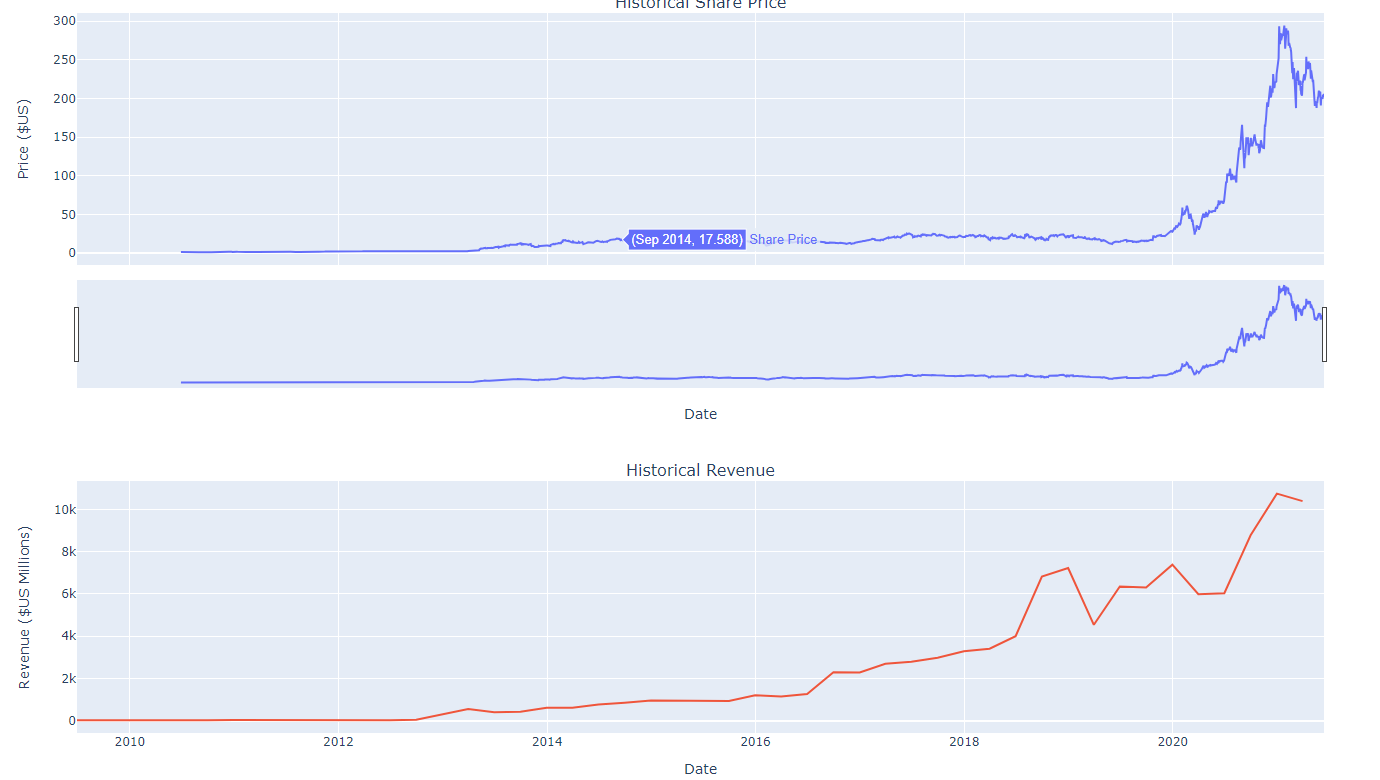 Historical Share Price
300
250
200
150
100
50
0
Price ($US)
(Sep 2014, 17.588) Share Price
Date
Historical Revenue
10k
8k
6k
4k
2k
0
Revenue ($US Millions)
2010 2012 2014 2016 2018 2020
Date